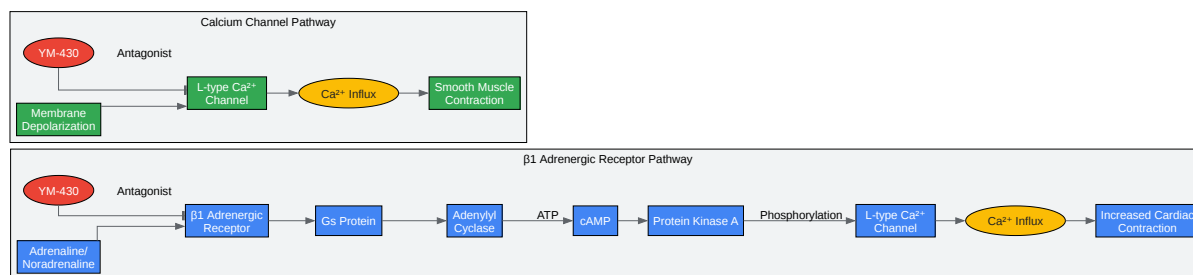 Calcium Channel Pathway
YM-430
Antagonist
L-type Ca²⁺
Channel
Ca²⁺ Influx
Smooth Muscle
Contraction
Membrane
Depolarization
β1 Adrenergic Receptor Pathway
YM-430
Antagonist
β1 Adrenergic
Receptor
Gs Protein
Adenylyl
Cyclase
ATP
cAMP
Protein Kinase A
Phosphorylation
L-type Ca²⁺
Channel
Ca²⁺ Influx
Increased Cardiac
Contraction
Adrenaline/
Noradrenaline